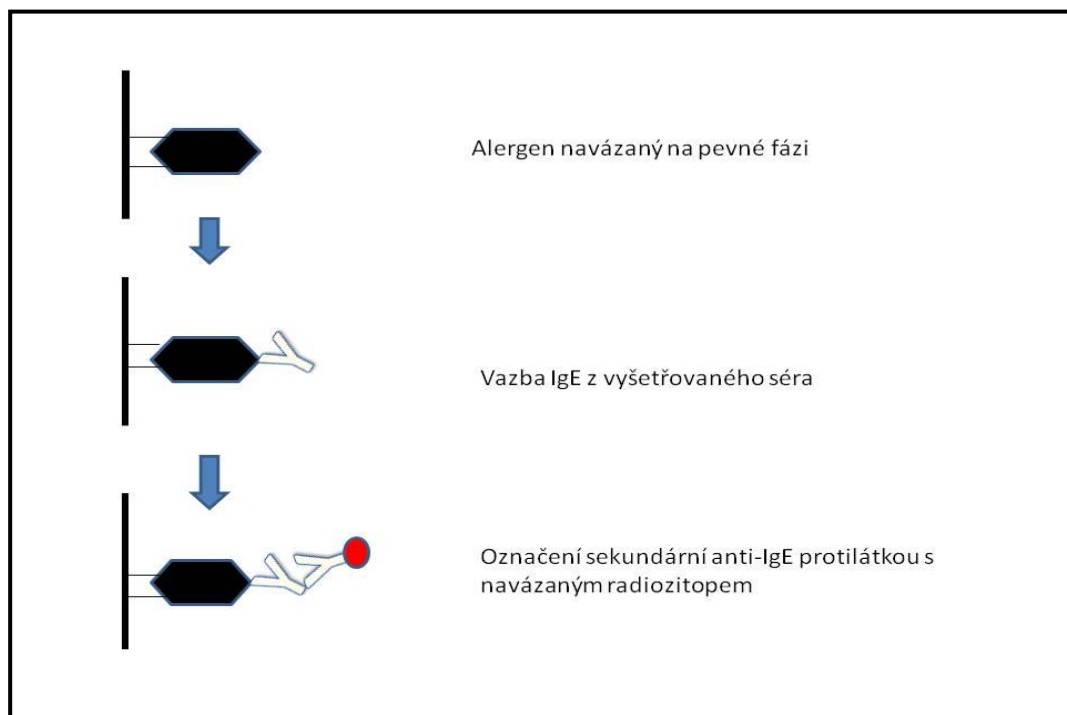 Alergen navázaný na pevné fázi
Vazba IgE z vyšetřovaného séra
Označení sekundární anti-IgE protilátkou s
navázaným radiozitopem